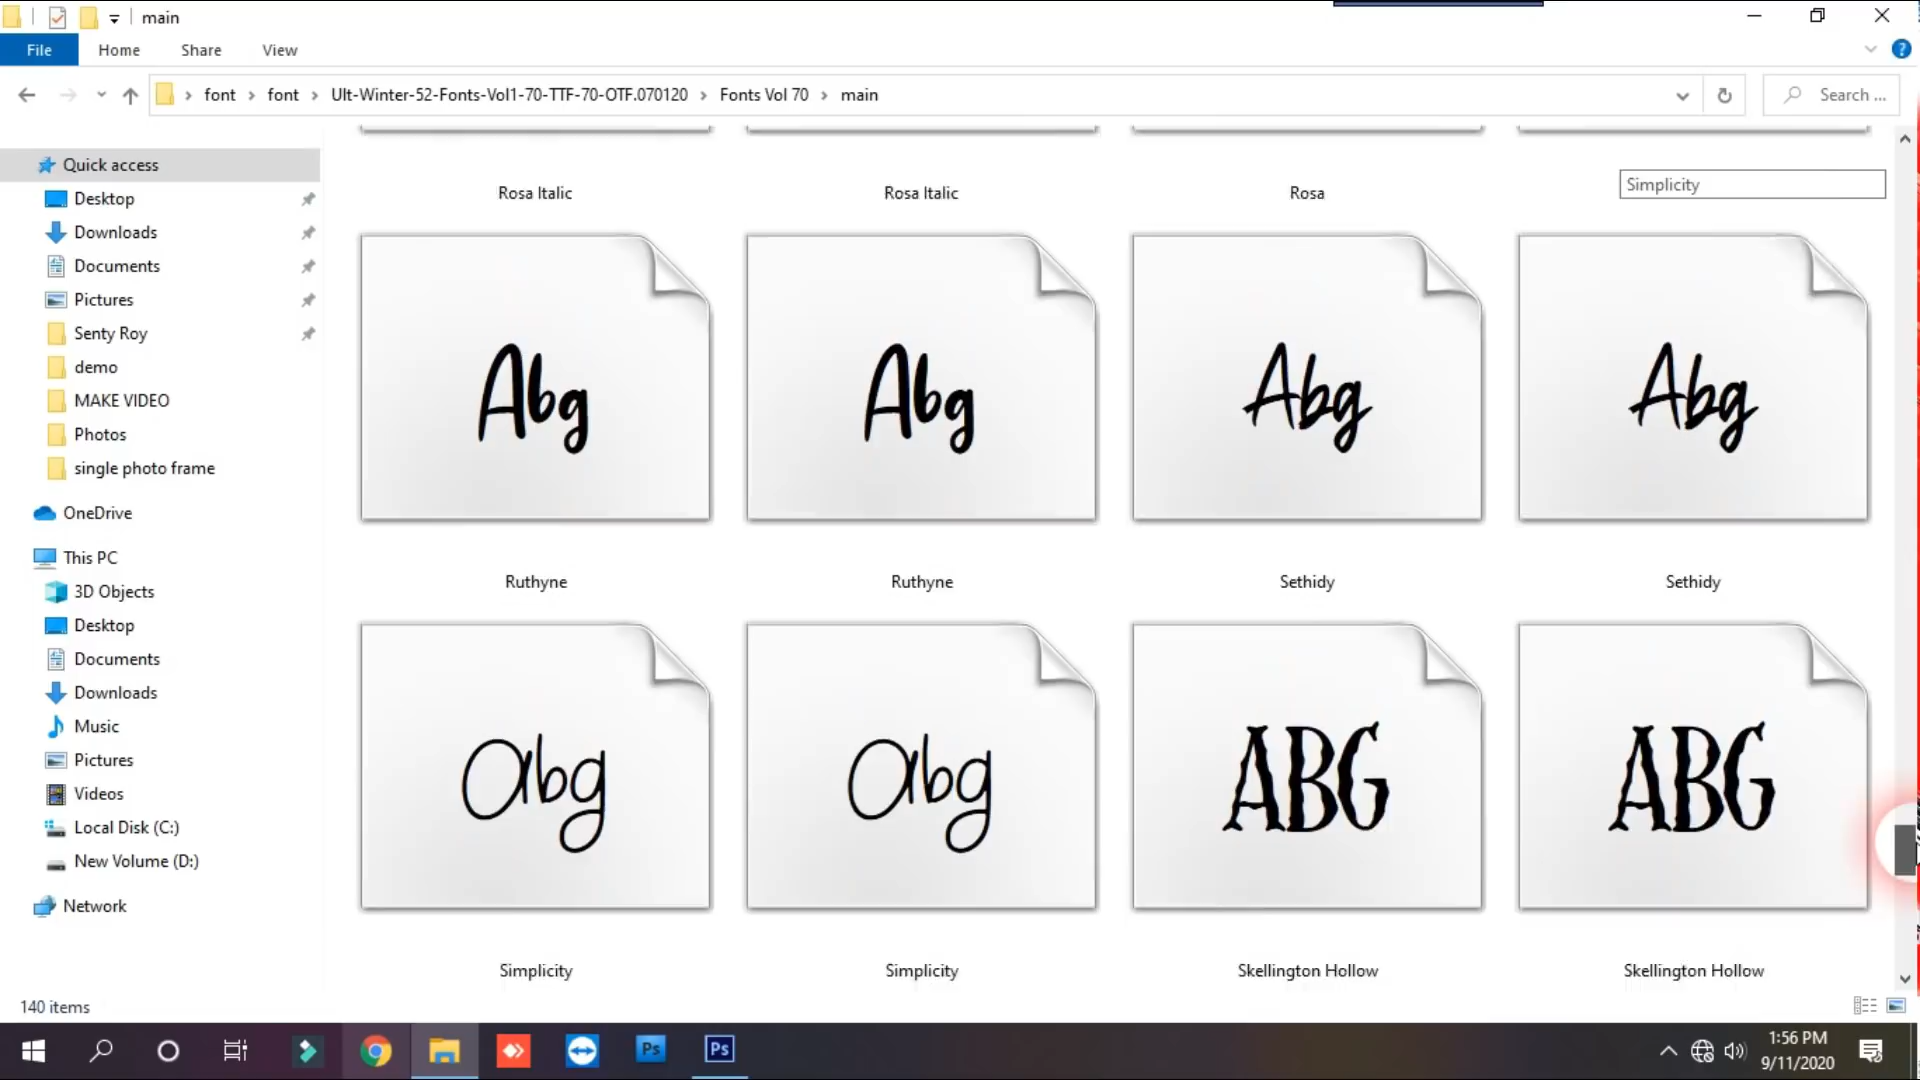 main
File Home Share View
font font Ult-Winter-52-Fonts-Vol1-70-TTF-70-OTF.070120 Fonts Vol 70 main
Search ...
Quick access
Desktop
Downloads
Documents
Pictures
Senty Roy
demo
MAKE VIDEO
Photos
single photo frame
OneDrive
This PC
3D Objects
Desktop
Documents
Downloads
Music
Pictures
Videos
Local Disk (C:)
New Volume (D:)
Network
Rosa Italic Rosa Italic Rosa
Simplicity
Abg Abg Abg Abg
Ruthyne Ruthyne Sethidy Sethidy
abg abg ABG ABG
Simplicity Simplicity Skellington Hollow Skellington Hollow
140 items
Ps Ps
1:56 PM
9/11/2020